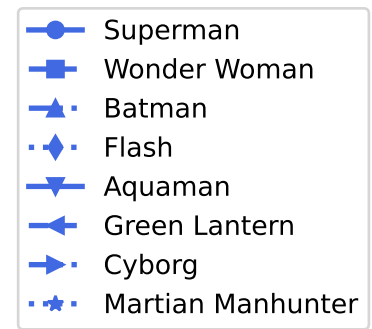 Superman
Wonder Woman
Batman
Flash
Aquaman
Green Lantern
Cyborg
Martian Manhunter